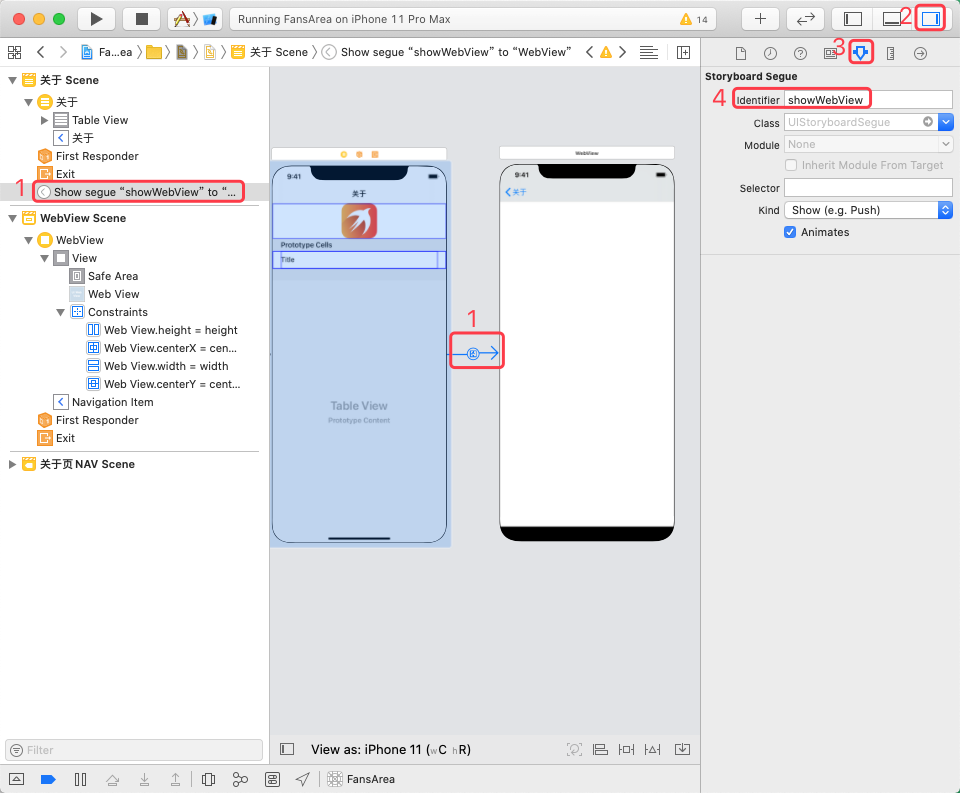 Running FansArea on iPhone 11 Pro Max
14
2
Fa...ea
关于 Scene
Show segue “showWebView” to “WebView”
3
关于 Scene
关于
Table View
关于
First Responder
Exit
1
Show segue “showWebView” to “...
WebView Scene
WebView
View
Safe Area
Web View
Constraints
Web View.height = height
Web View.centerX = cen...
Web View.width = width
Web View.centerY = cent...
Navigation Item
First Responder
Exit
关于页 NAV Scene
Filter
9:41
关于
Prototype Cells
Title
Table View
Prototype Content
1
WebView
9:41
关于
View as: iPhone 11 (wC hR)
Storyboard Segue
4
Identifier showWebView
Class UIStoryboardSegue
Module None
Inherit Module From Target
Selector
Kind Show (e.g. Push)
Animates
FansArea